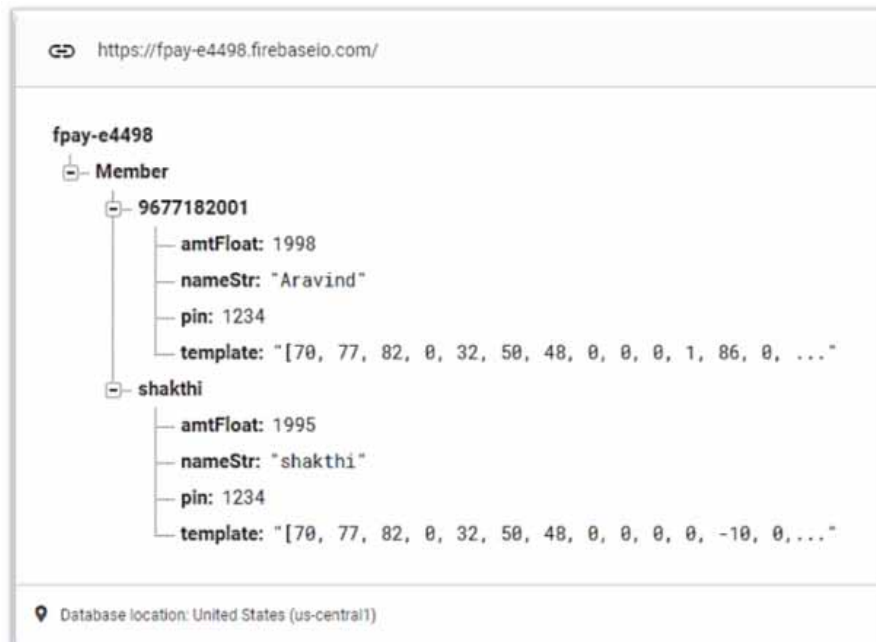 https://fpay-e4498.firebaseio.com/
fpay-e4498
Member
9677182001
amtFloat: 1998
nameStr: "Aravind"
pin: 1234
template: "[70, 77, 82, 0, 32, 50, 48, 0, 0, 0, 1, 86, 0, ..."
shakthi
amtFloat: 1995
nameStr: "shakthi"
pin: 1234
template: "[70, 77, 82, 0, 32, 50, 48, 0, 0, 0, 0, -10, 0,..."
Database location: United States (us-central1)